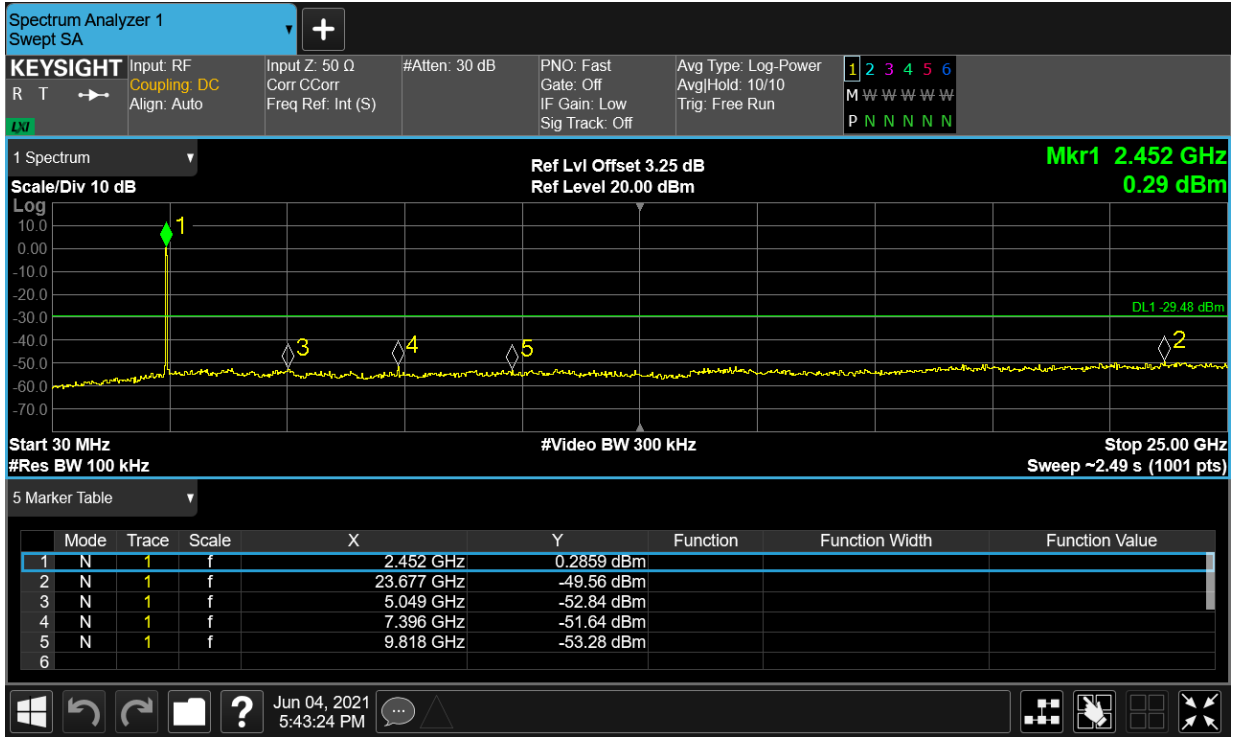 Spectrum Analyzer 1
Swept SA
KEYSIGHT
R T
LXI
Input: RF
Coupling: DC
Align: Auto
Input Z: 50 Ω
Corr CCorr
Freq Ref: Int (S)
#Atten: 30 dB
PNO: Fast
Gate: Off
IF Gain: Low
Sig Track: Off
Avg Type: Log-Power
Avg|Hold: 10/10
Trig: Free Run
1 2 3 4 5 6
M W W W W W
P N N N N N
1 Spectrum
Scale/Div 10 dB
Ref Lvl Offset 3.25 dB
Ref Level 20.00 dBm
Mkr1 2.452 GHz
0.29 dBm
Log
10.0
0.00
-10.0
-20.0
-30.0
-40.0
-50.0
-60.0
-70.0
1
3
4
5
DL1 -29.48 dBm
2
Start 30 MHz
#Video BW 300 kHz
Stop 25.00 GHz
#Res BW 100 kHz
Sweep ~2.49 s (1001 pts)
5 Marker Table
Mode Trace Scale X Y Function Function Width Function Value
1 N 1 f 2.452 GHz 0.2859 dBm
2 N 1 f 23.677 GHz -49.56 dBm
3 N 1 f 5.049 GHz -52.84 dBm
4 N 1 f 7.396 GHz -51.64 dBm
5 N 1 f 9.818 GHz -53.28 dBm
6
?
Jun 04, 2021
5:43:24 PM